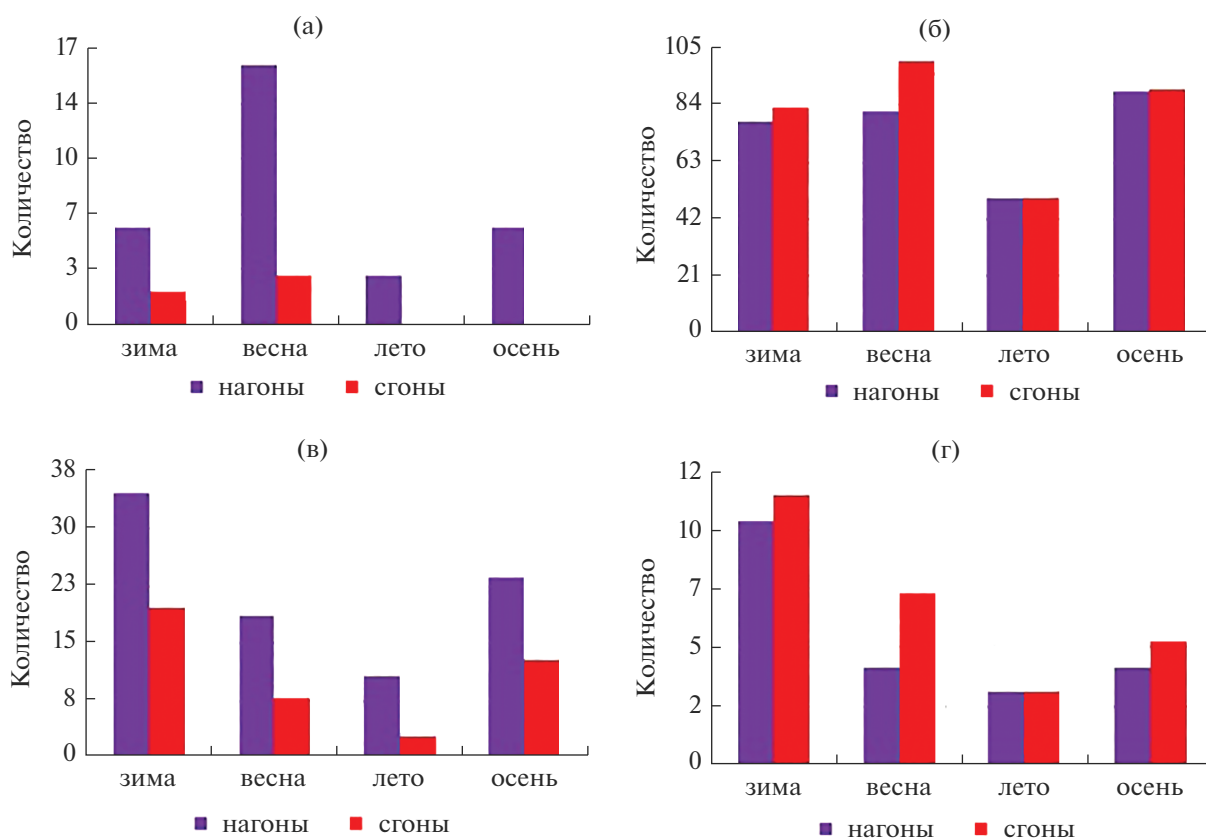 (а)
Количество
17
14
10
7
3
0
зима весна лето осень
нагоны сгоны
(б)
Количество
105
84
63
42
21
0
зима весна лето осень
нагоны сгоны
(в)
Количество
38
30
23
15
8
0
зима весна лето осень
нагоны сгоны
(г)
Количество
12
10
7
5
2
0
зима весна лето осень
нагоны сгоны